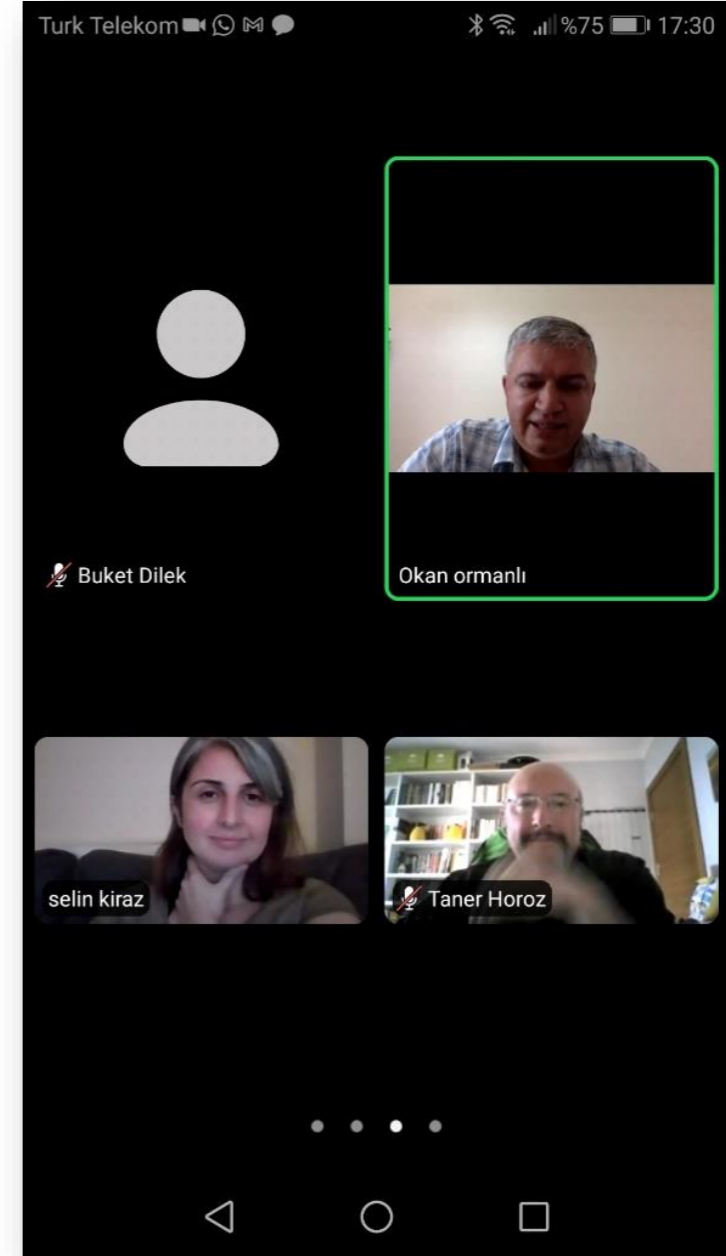 Turk Telekom %75 17:30
Buket Dilek
Okan ormanlı
selin kiraz
Taner Horoz